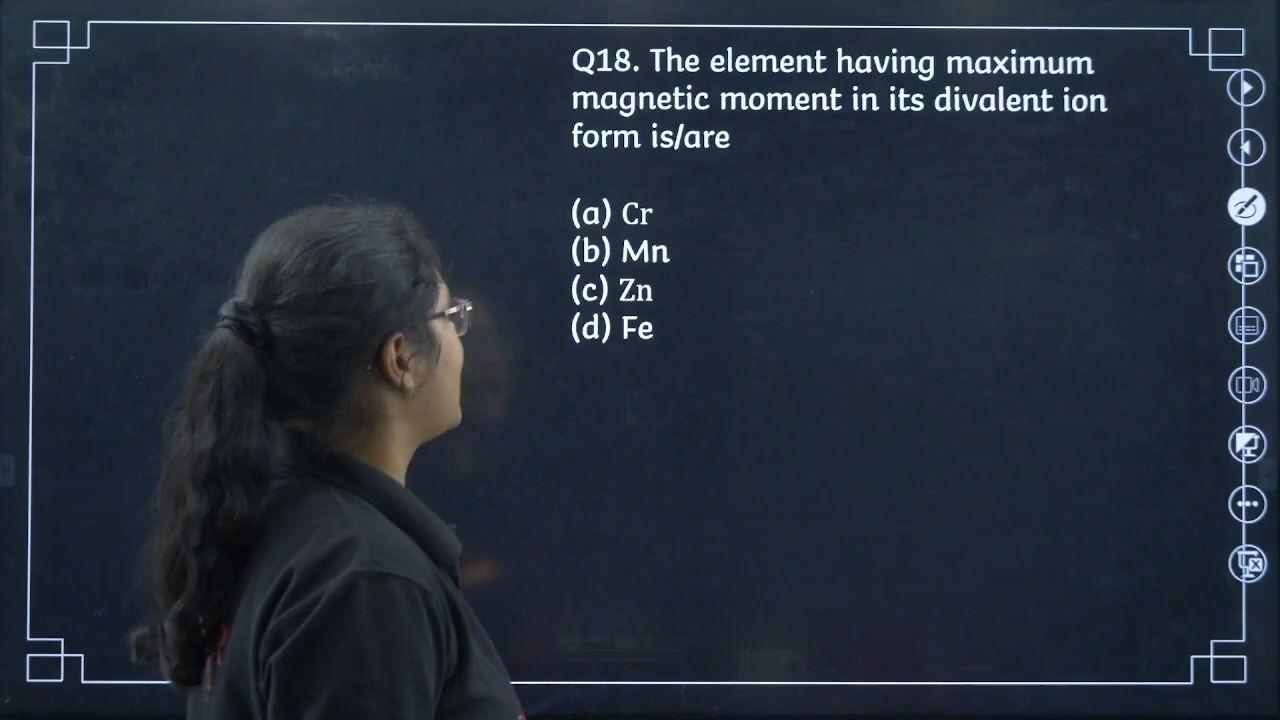 Q18. The element having maximum
magnetic moment in its divalent ion
form is/are
(a) Cr
(b) Mn
(c) Zn
(d) Fe